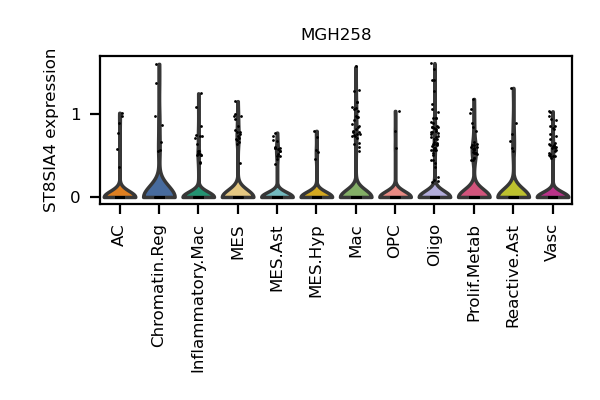 MGH258
ST8SIA4 expression
1
0
AC
Chromatin.Reg
Inflammatory.Mac
MES
MES.Ast
MES.Hyp
Mac
OPC
Oligo
Prolif.Metab
Reactive.Ast
Vasc